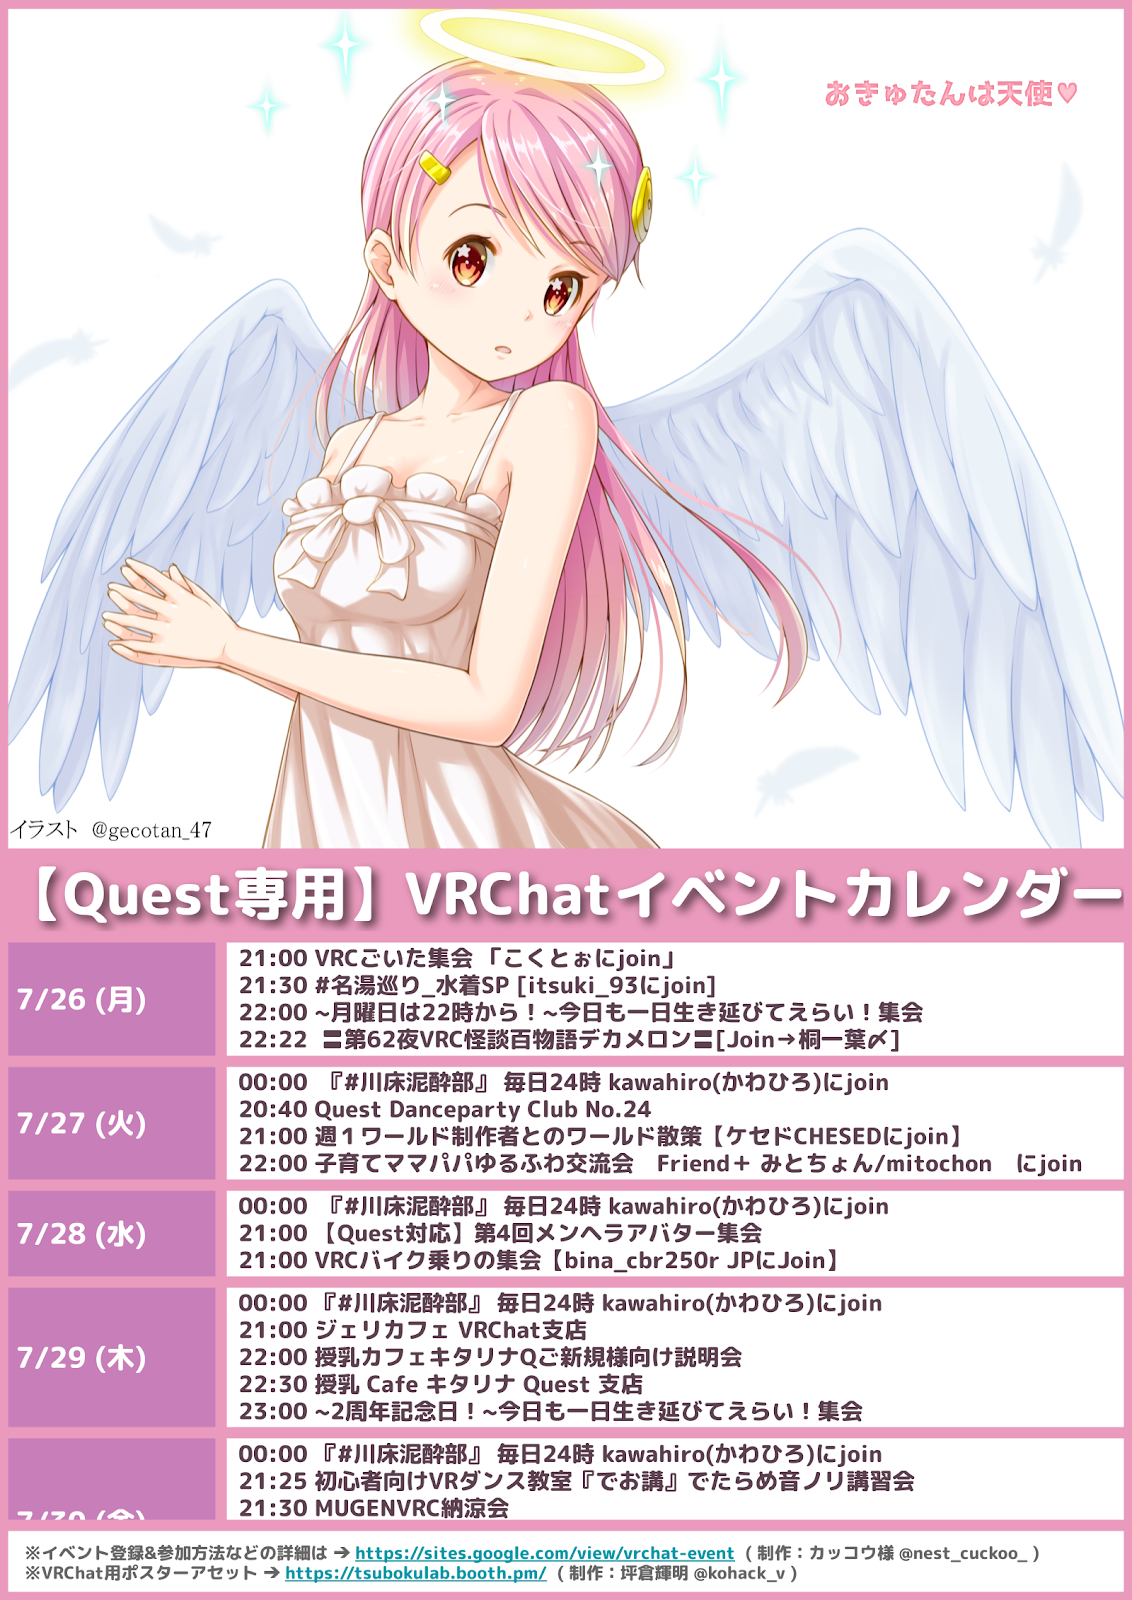 おきゅたんは天使♥
イラスト @gecotan_47
【Quest専用】VRChatイベントカレンダー
7/26 (月)
21:00 VRCごいた集会 「こくとぉにjoin」
21:30 #名湯巡り_水着SP [itsuki_93にjoin]
22:00 ~月曜日は22時から！~今日も一日生き延びてえらい！集会
22:22 〓第62夜VRC怪談百物語デカメロン〓[Join→桐一葉〆]
7/27 (火)
00:00 『#川床泥酔部』 毎日24時 kawahiro(かわひろ)にjoin
20:40 Quest Danceparty Club No.24
21:00 週１ワールド制作者とのワールド散策【ケセドCHESEDにjoin】
22:00 子育てママパパゆるふわ交流会　Friend＋ みとちょん/mitochon　にjoin
7/28 (水)
00:00 『#川床泥酔部』 毎日24時 kawahiro(かわひろ)にjoin
21:00 【Quest対応】第4回メンヘラアバター集会
21:00 VRCバイク乗りの集会【bina_cbr250r JPにJoin】
7/29 (木)
00:00 『#川床泥酔部』 毎日24時 kawahiro(かわひろ)にjoin
21:00 ジェリカフェ VRChat支店
22:00 授乳カフェキタリナQご新規様向け説明会
22:30 授乳 Cafe キタリナ Quest 支店
23:00 ~2周年記念日！~今日も一日生き延びてえらい！集会
7/30 (金)
00:00 『#川床泥酔部』 毎日24時 kawahiro(かわひろ)にjoin
21:25 初心者向けVRダンス教室『でお講』でたらめ音ノリ講習会
21:30 MUGENVRC納涼会
※イベント登録&参加方法などの詳細は → https://sites.google.com/view/vrchat-event ( 制作：カッコウ様 @nest_cuckoo_ )
※VRChat用ポスターアセット → https://tsubokulab.booth.pm/ ( 制作：坪倉輝明 @kohack_v )